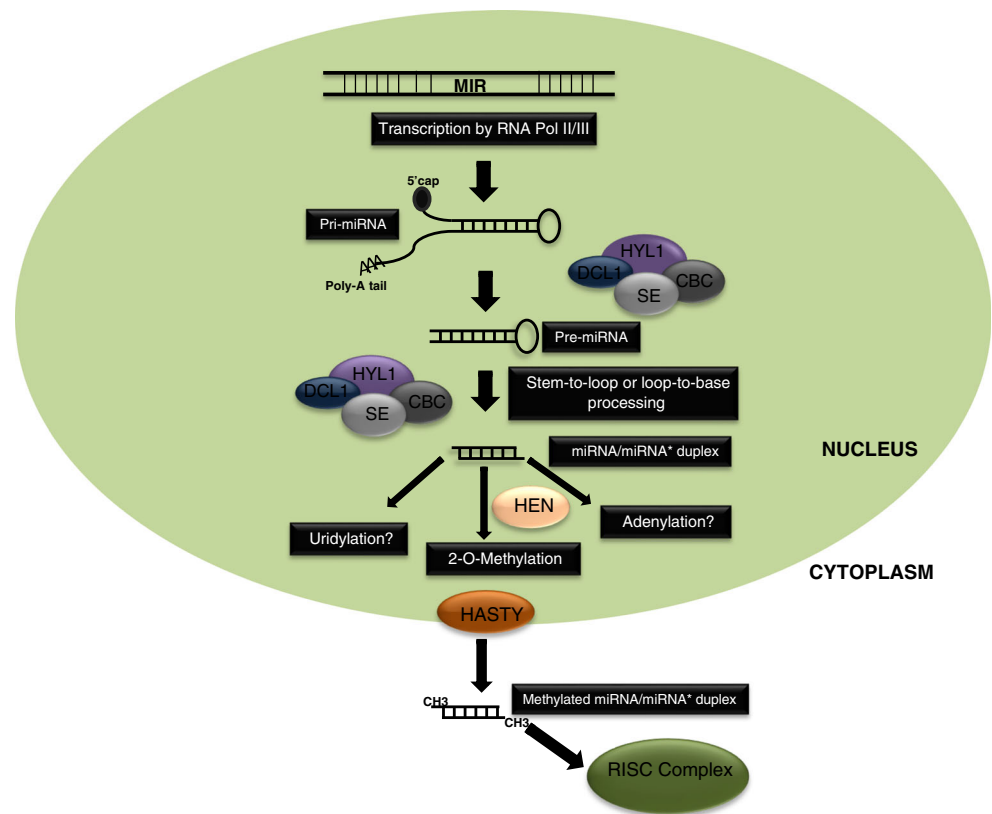 MIR
Transcription by RNA Pol II/III
5'cap
Pri-miRNA
AAA
Poly-A tail
HYL1
DCL1
CBC
SE
Pre-miRNA
Stem-to-loop or loop-to-base
processing
HYL1
DCL1
CBC
SE
miRNA/miRNA* duplex
NUCLEUS
HEN
Uridylation?
Adenylation?
2-O-Methylation
CYTOPLASM
HASTY
CH3
Methylated miRNA/miRNA* duplex
CH3
RISC Complex